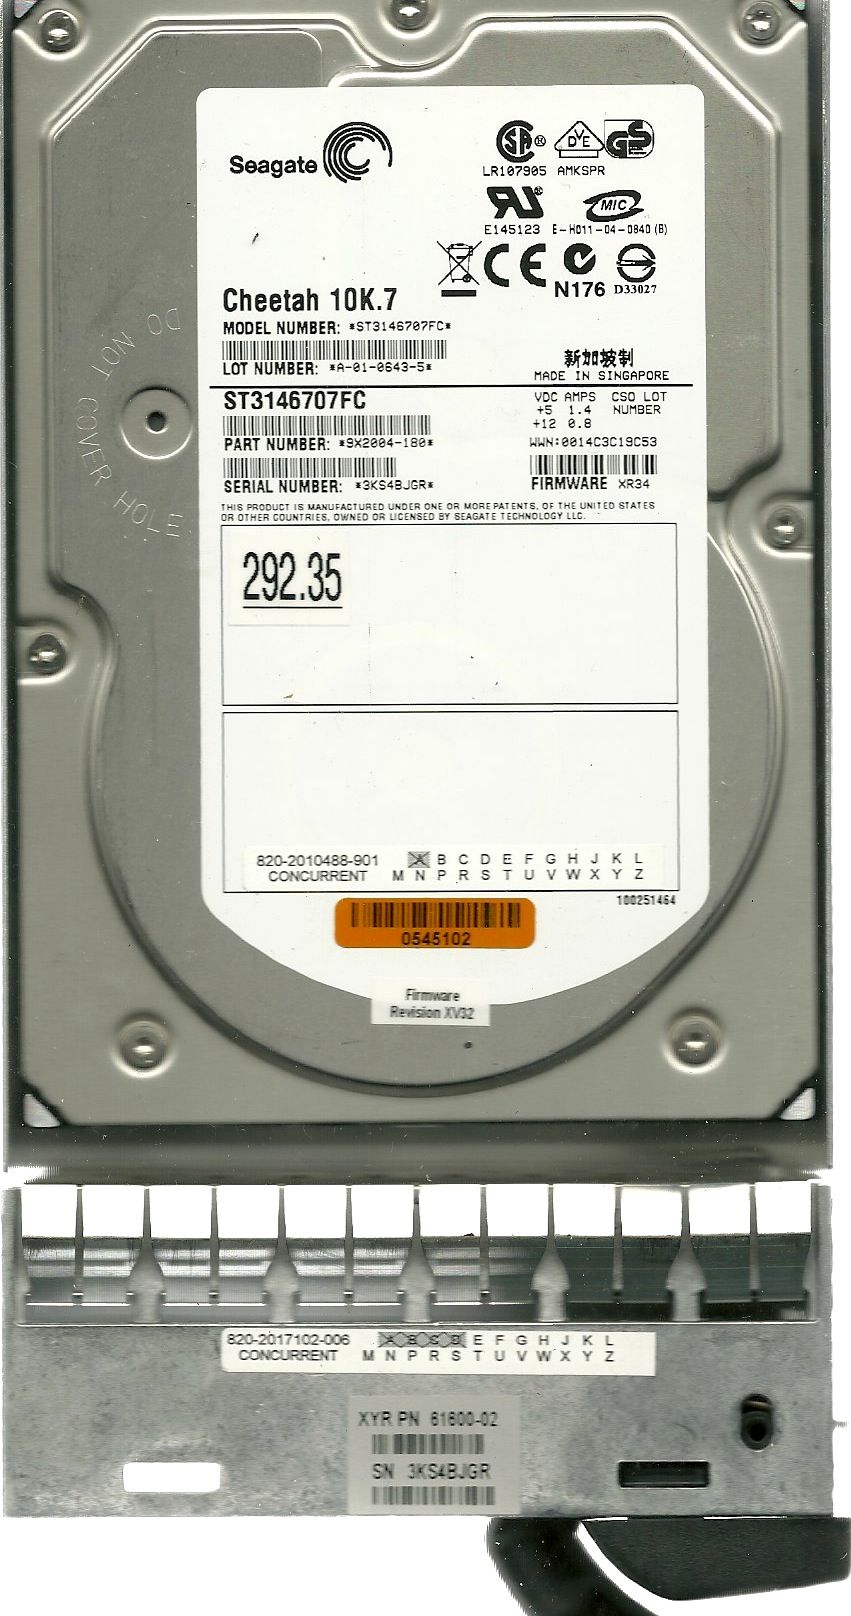 Seagate
LR107905 AMKSPR
MIC
E145123 E-H011-04-0840 (B)
N176 D33027
Cheetah 10K.7
MODEL NUMBER: *ST3146707FC*
LOT NUMBER: *A-01-0643-5*
新加坡制
MADE IN SINGAPORE
ST3146707FC
VDC AMPS CSO LOT
+5 1.4 NUMBER
+12 0.8
PART NUMBER: *9X2004-180*
WWN:0014C3C19C53
SERIAL NUMBER: *3KS4BJGR*
FIRMWARE XR34
THIS PRODUCT IS MANUFACTURED UNDER ONE OR MORE PATENTS, OF THE UNITED STATES
OR OTHER COUNTRIES, OWNED OR LICENSED BY SEAGATE TECHNOLOGY LLC.
DO NOT COVER HOLE
292.35
820-2010488-901 A B C D E F G H J K L
CONCURRENT M N P R S T U V W X Y Z
100251464
0545102
Firmware
Revision XV32
820-2017102-006 A B C D E F G H J K L
CONCURRENT M N P R S T U V W X Y Z
XYR PN 61600-02
SN 3KS4BJGR